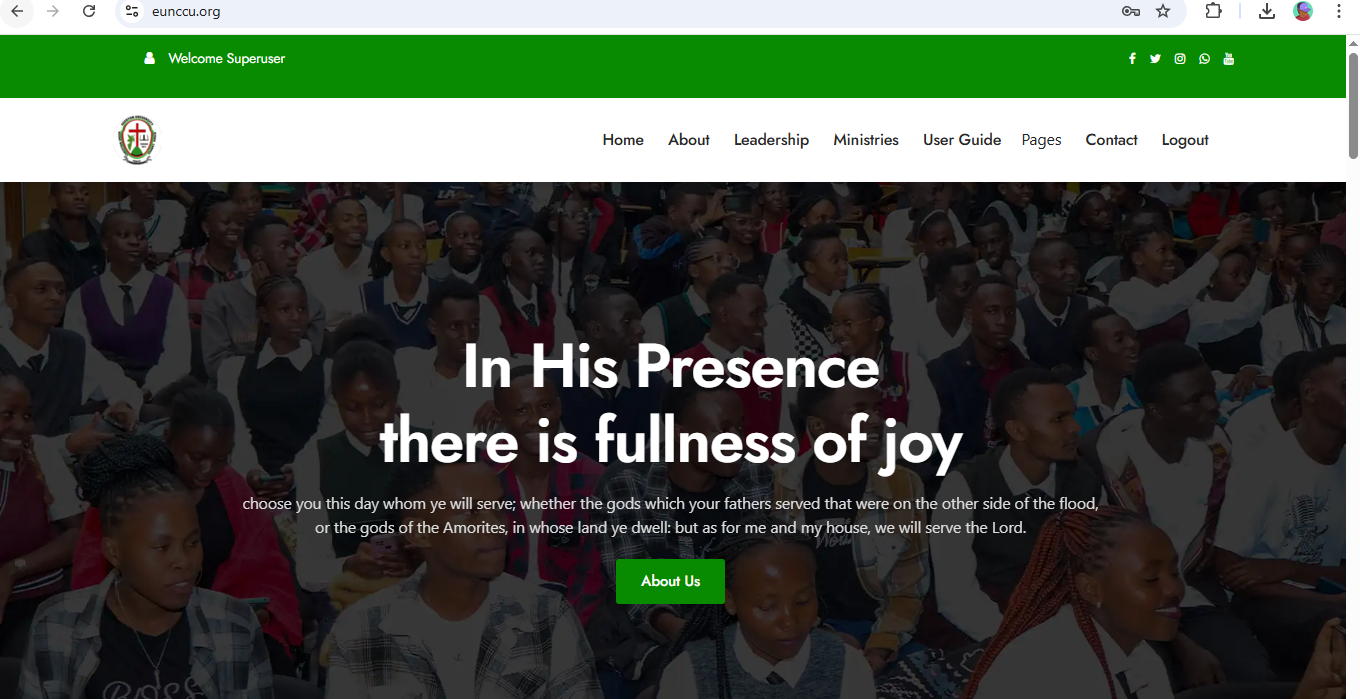 eunccu.org
Welcome Superuser
Home About Leadership Ministries User Guide Pages Contact Logout
In His Presence
there is fullness of joy
choose you this day whom ye will serve; whether the gods which your fathers served that were on the other side of the flood,
or the gods of the Amorites, in whose land ye dwell: but as for me and my house, we will serve the Lord.
About Us